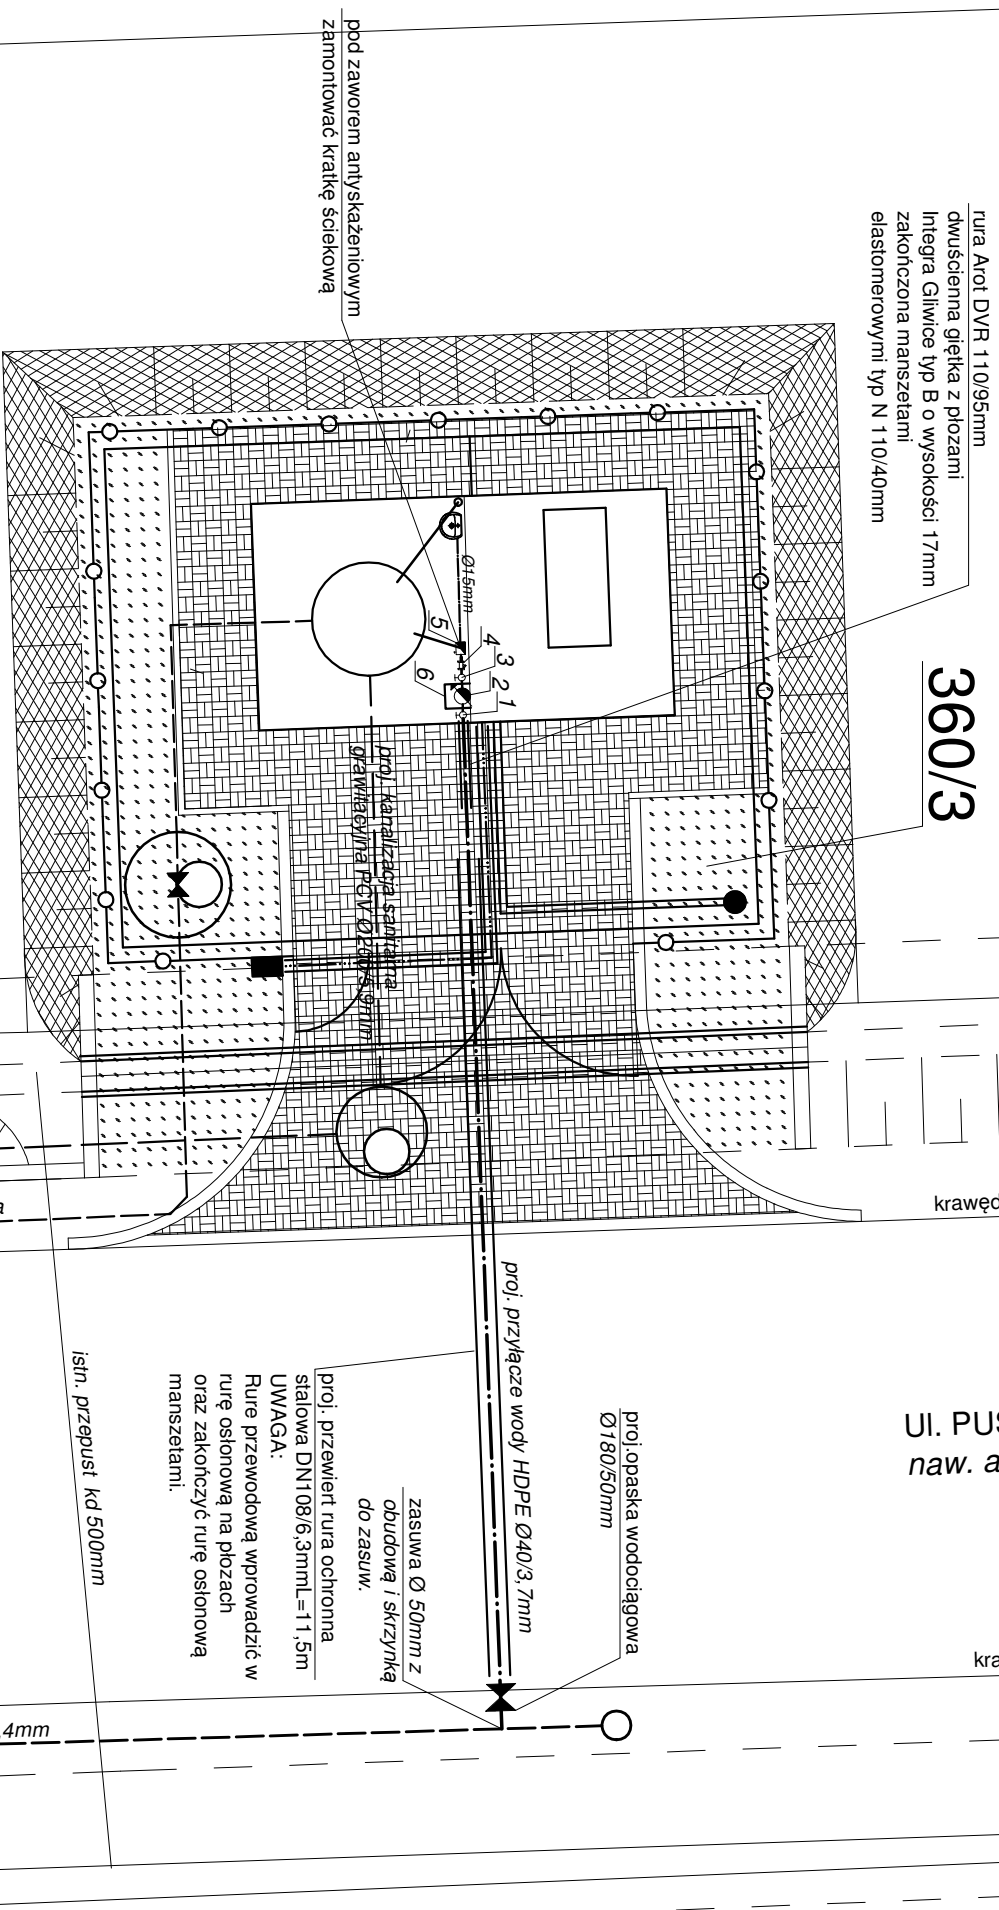 pod zaworem antyskażeniowym
zamontować kratkę ściekową
rura Arot DVR 110/95mm
dwuścienna giętka z płozami
Integra Gliwice typ B o wysokości 17mm
zakończona manszetami
elastomerowymi typ N 110/40mm
360/3
Ø15mm
1
2
3
4
5
6
proj. kanalizacja sanitarna
grawitacyjna PCV Ø200/5,9mm
krawęd
a
proj. przyłącze wody HDPE Ø40/3,7mm
proj.opaska wodociągowa
Ø180/50mm
Ul. PUS
naw. a
proj. przewiert rura ochronna
stalowa DN108/6,3mmL=11,5m
UWAGA:
Rure przewodową wprowadzić w
rurę osłonową na płozach
oraz zakończyć rurę osłonową
manszetami.
zasuwa Ø 50mm z
obudową i skrzynką
do zasuw.
istn. przepust kd 500mm
kra
,4mm